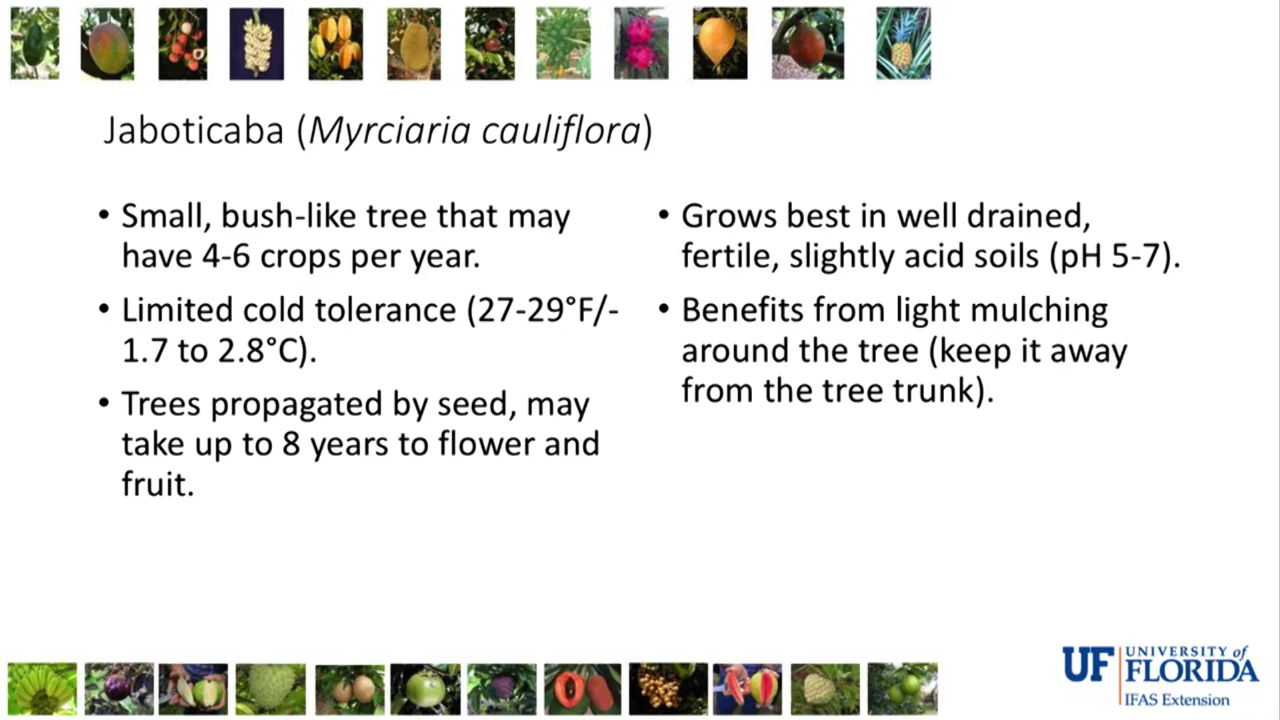 Jaboticaba (Myrciaria cauliflora)
• Small, bush-like tree that may
have 4-6 crops per year.
• Limited cold tolerance (27-29°F/-
1.7 to 2.8°C).
• Trees propagated by seed, may
take up to 8 years to flower and
fruit.
• Grows best in well drained,
fertile, slightly acid soils (pH 5-7).
• Benefits from light mulching
around the tree (keep it away
from the tree trunk).
UF UNIVERSITY of
FLORIDA
IFAS Extension